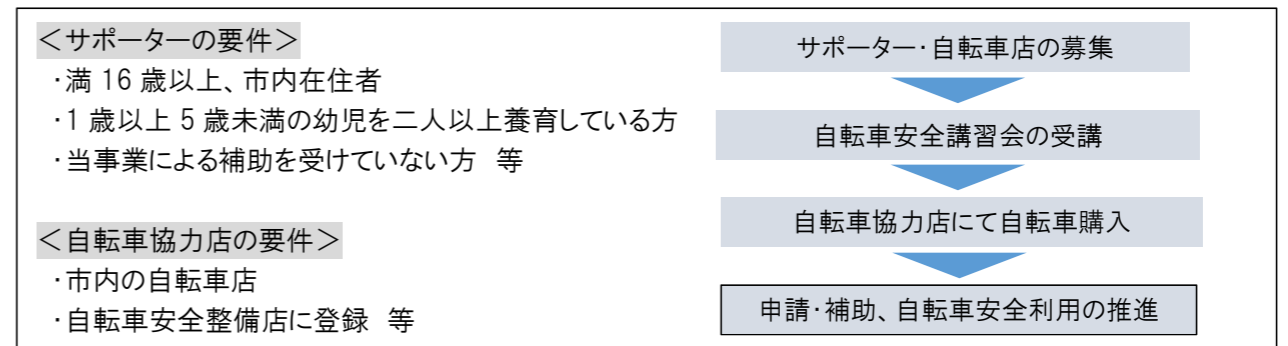 ＜サポーターの要件＞
・満 16 歳以上、市内在住者
・1 歳以上 5 歳未満の幼児を二人以上養育している方
・当事業による補助を受けていない方　等
＜自転車協力店の要件＞
・市内の自転車店
・自転車安全整備店に登録　等
サポーター・自転車店の募集
自転車安全講習会の受講
自転車協力店にて自転車購入
申請・補助、自転車安全利用の推進